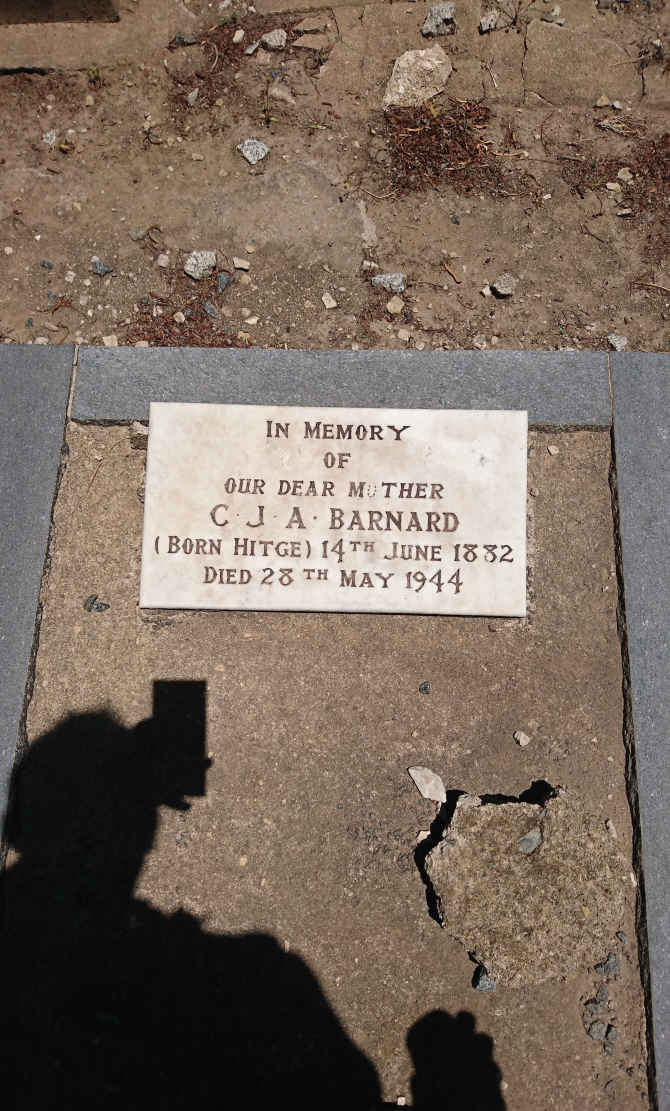 IN MEMORY
OF
OUR DEAR MOTHER
C. J. A. BARNARD
(BORN HITGE) 14TH JUNE 1882
DIED 28TH MAY 1944